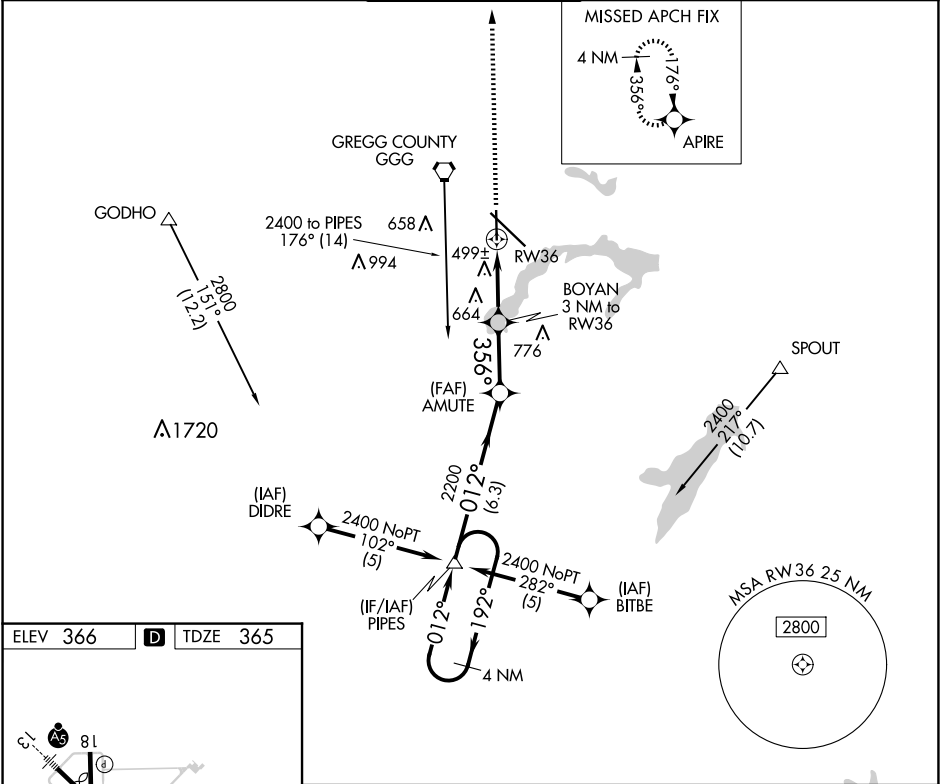 MISSED APCH FIX
4 NM
176°
356°
APIRE
GREGG COUNTY
GGG
GODHO
2400 to PIPES
176° (14)
658
994
499±
RW36
2800
151°
(12.2)
BOYAN
3 NM to
RW36
664
776
356°
SPOUT
(FAF)
AMUTE
1720
2400
217°
(10.7)
2200
012°
(6.3)
(IAF)
DIDRE
2400 NoPT
102°
(5)
2400 NoPT
282°
(5)
(IAF)
BITBE
(IF/IAF)
PIPES
012°
192°
4 NM
MSA RW36 25 NM
2800
ELEV 366
D
TDZE 365
A5
13
18
P